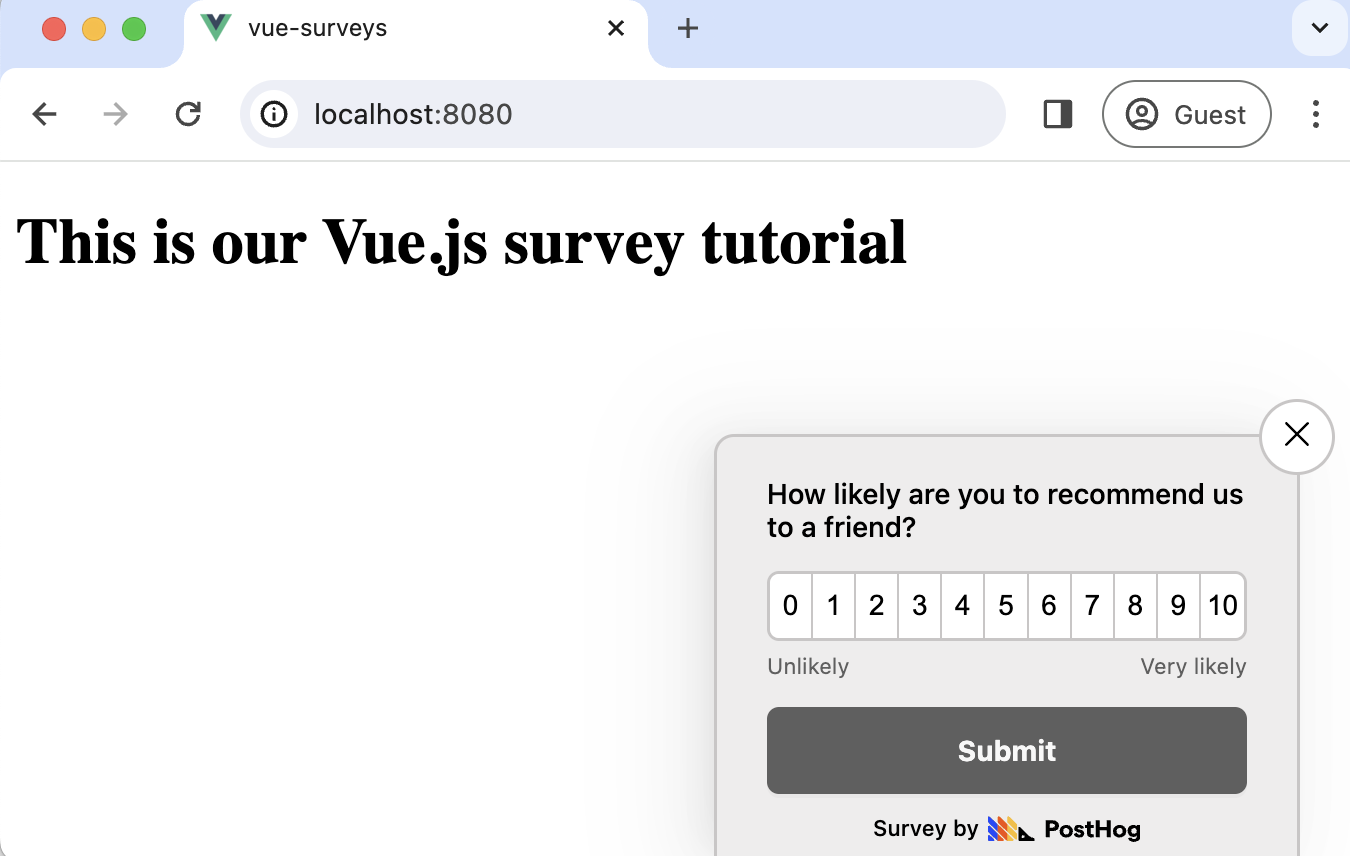 vue-surveys
localhost:8080
Guest
This is our Vue.js survey tutorial
How likely are you to recommend us
to a friend?
0 1 2 3 4 5 6 7 8 9 10
Unlikely Very likely
Submit
Survey by PostHog